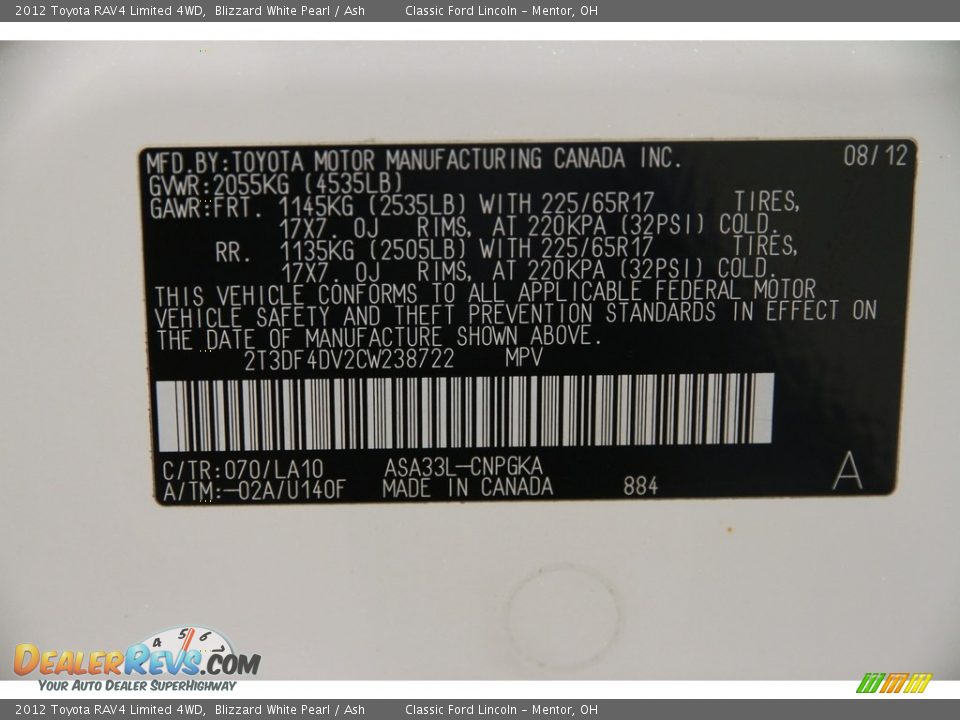 2012 Toyota RAV4 Limited 4WD, Blizzard White Pearl / Ash Classic Ford Lincoln - Mentor, OH
MFD.BY:TOYOTA MOTOR MANUFACTURING CANADA INC. 08/12
GVWR:2055KG (4535LB)
GAWR:FRT. 1145KG (2535LB) WITH 225/65R17 TIRES,
17X7. 0J RIMS, AT 220KPA (32PSI) COLD.
RR. 1135KG (2505LB) WITH 225/65R17 TIRES,
17X7. 0J RIMS, AT 220KPA (32PSI) COLD.
THIS VEHICLE CONFORMS TO ALL APPLICABLE FEDERAL MOTOR
VEHICLE SAFETY AND THEFT PREVENTION STANDARDS IN EFFECT ON
THE DATE OF MANUFACTURE SHOWN ABOVE.
2T3DF4DV2CW238722 MPV
C/TR:070/LA10 ASA33L-CNPGKA
A/TM:-02A/U140F MADE IN CANADA 884 A
4 5 6 7
DEALERREVS.COM
YOUR AUTO DEALER SUPERHIGHWAY
2012 Toyota RAV4 Limited 4WD, Blizzard White Pearl / Ash Classic Ford Lincoln - Mentor, OH